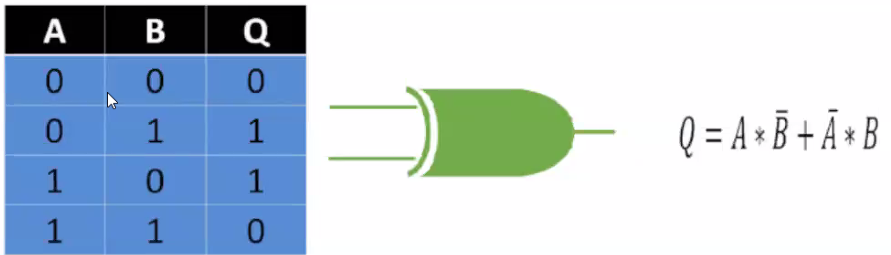 A B Q
0 0 0
0 1 1
1 0 1
1 1 0
Q = A * B̄ + Ā * B